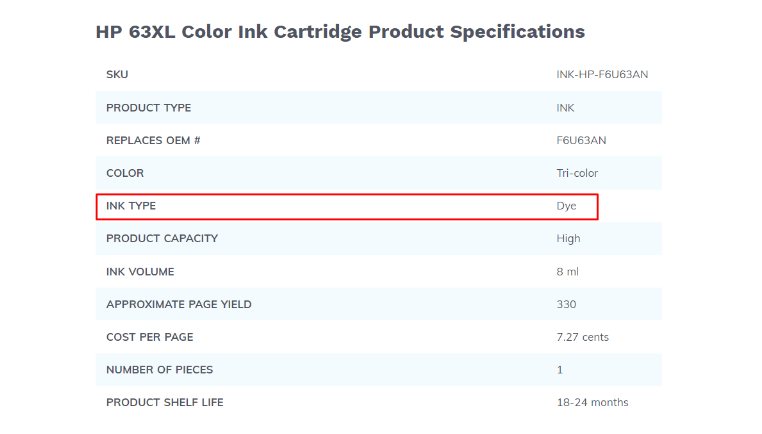 HP 63XL Color Ink Cartridge Product Specifications
SKU INK-HP-F6U63AN
PRODUCT TYPE INK
REPLACES OEM # F6U63AN
COLOR Tri-color
INK TYPE Dye
PRODUCT CAPACITY High
INK VOLUME 8 ml
APPROXIMATE PAGE YIELD 330
COST PER PAGE 7.27 cents
NUMBER OF PIECES 1
PRODUCT SHELF LIFE 18-24 months